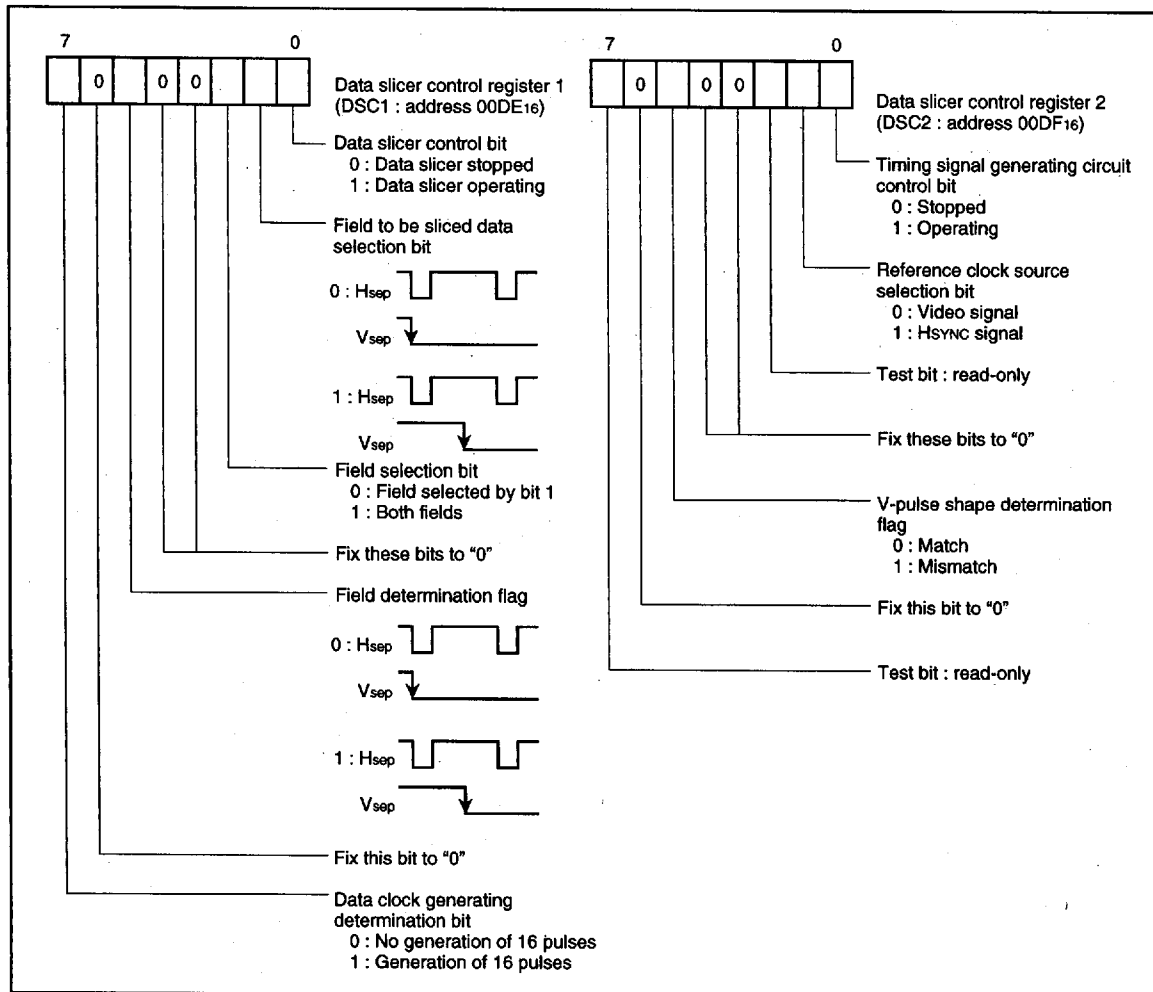 7 0
0 0 0
Data slicer control register 1
(DSC1 : address 00DE16)
Data slicer control bit
0 : Data slicer stopped
1 : Data slicer operating
Field to be sliced data
selection bit
0 : Hsep
Vsep
1 : Hsep
Vsep
Field selection bit
0 : Field selected by bit 1
1 : Both fields
Fix these bits to “0”
Field determination flag
0 : Hsep
Vsep
1 : Hsep
Vsep
Fix this bit to “0”
Data clock generating
determination bit
0 : No generation of 16 pulses
1 : Generation of 16 pulses
7 0
0 0 0
Data slicer control register 2
(DSC2 : address 00DF16)
Timing signal generating circuit
control bit
0 : Stopped
1 : Operating
Reference clock source
selection bit
0 : Video signal
1 : HSYNC signal
Test bit : read-only
Fix these bits to “0”
V-pulse shape determination
flag
0 : Match
1 : Mismatch
Fix this bit to “0”
Test bit : read-only